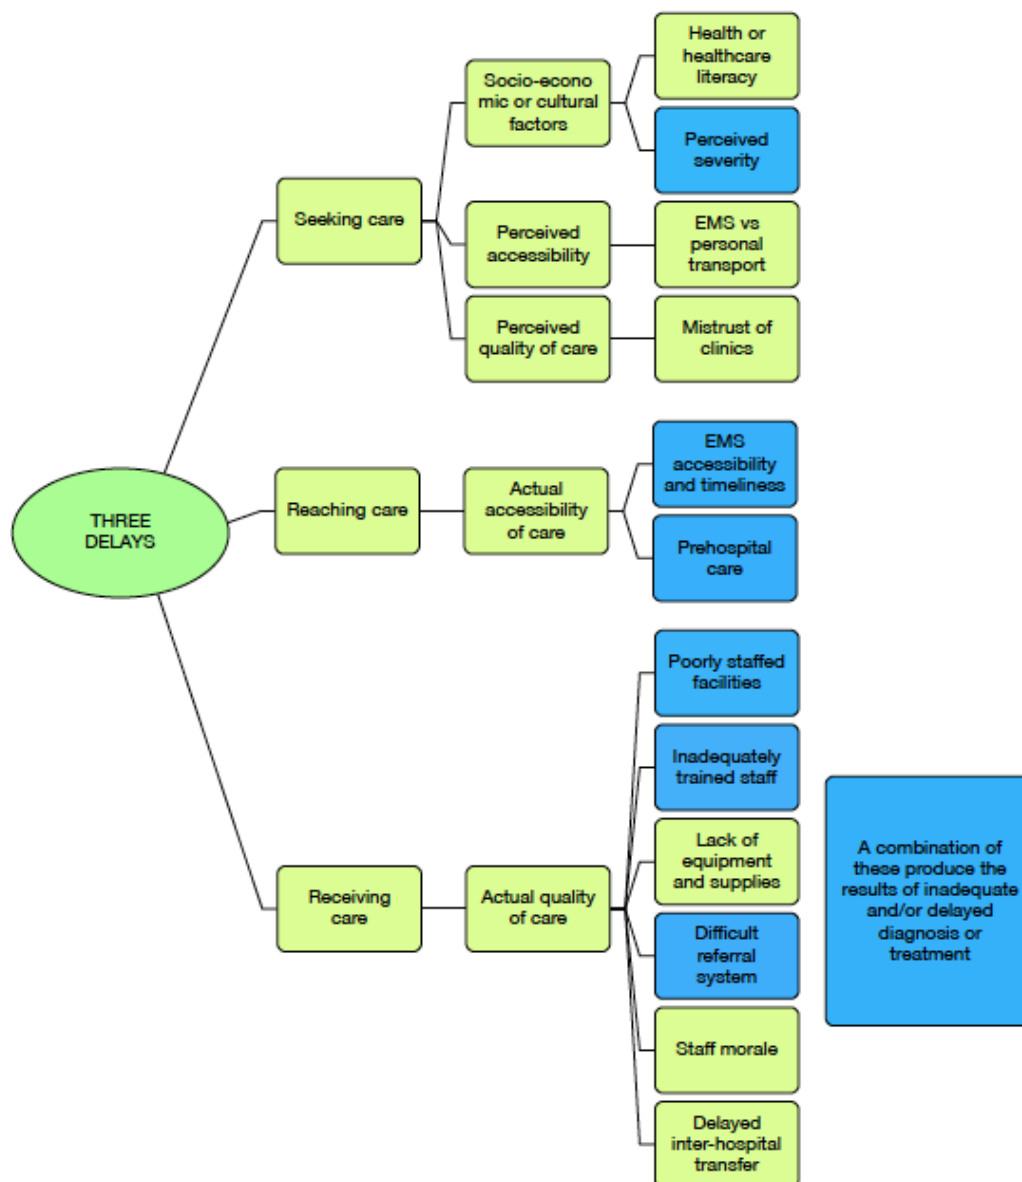 Health or
healthcare
literacy
Socio-econo
mic or cultural
factors
Perceived
severity
Seeking care
Perceived
accessibility
EMS vs
personal
transport
Perceived
quality of care
Mistrust of
clinics
THREE
DELAYS
Reaching care
Actual
accessibility
of care
EMS
accessibility
and timeliness
Prehospital
care
Poorly staffed
facilities
Inadequately
trained staff
Lack of
equipment
and supplies
Receiving
care
Actual quality
of care
Difficult
referral
system
Staff morale
Delayed
inter-hospital
transfer
A combination of
these produce the
results of inadequate
and/or delayed
diagnosis or
treatment